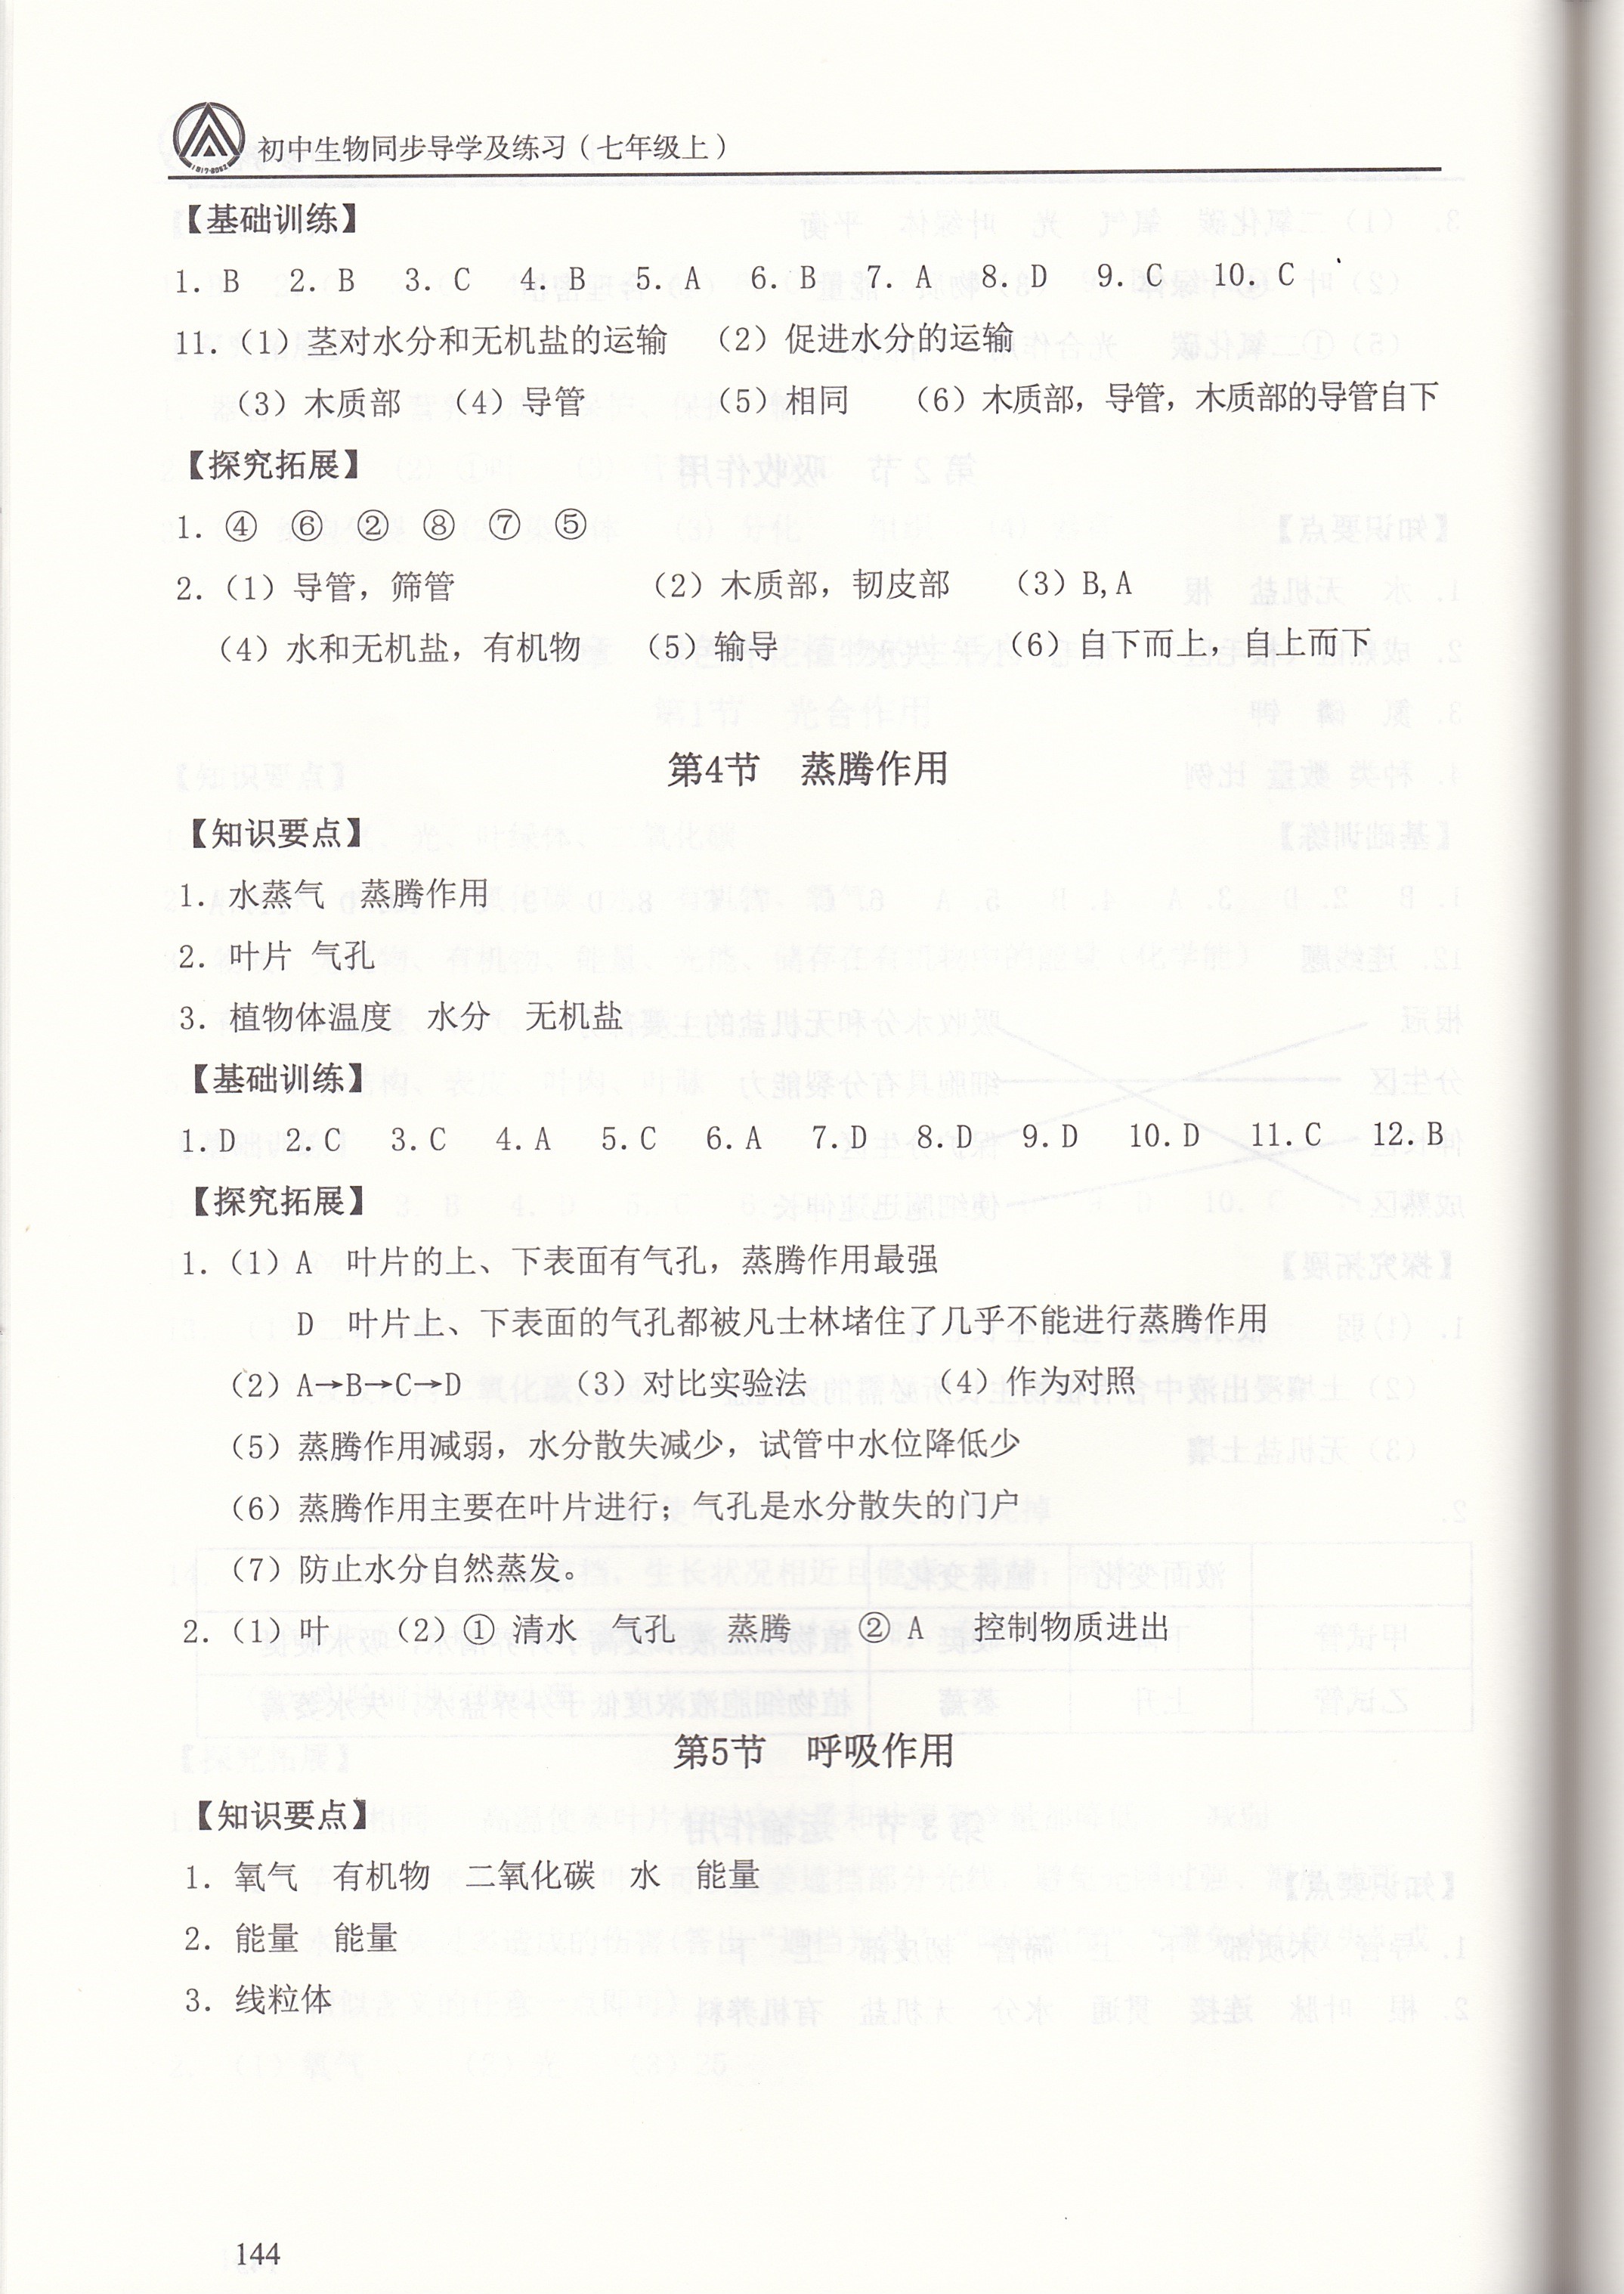 初中生物同步导学及练习(七年级上)
【基础训练】
1. B 2. B 3. C 4. B 5. A 6. B 7. A 8. D 9. C 10. C
11.(1)茎对水分和无机盐的运输 (2)促进水分的运输
(3)木质部 (4)导管 (5)相同 (6)木质部，导管，木质部的导管自下
【探究拓展】
1. ④ ⑥ ② ⑧ ⑦ ⑤
2.(1)导管，筛管 (2)木质部，韧皮部 (3)B,A
(4)水和无机盐，有机物 (5)输导 (6)自下而上，自上而下
第4节 蒸腾作用
【知识要点】
1. 水蒸气 蒸腾作用
2. 叶片 气孔
3. 植物体温度 水分 无机盐
【基础训练】
1. D 2. C 3. C 4. A 5. C 6. A 7. D 8. D 9. D 10. D 11. C 12. B
【探究拓展】
1.(1)A 叶片的上、下表面有气孔，蒸腾作用最强
D 叶片上、下表面的气孔都被凡士林堵住了几乎不能进行蒸腾作用
(2)A→B→C→D (3)对比实验法 (4)作为对照
(5)蒸腾作用减弱，水分散失减少，试管中水位降低少
(6)蒸腾作用主要在叶片进行；气孔是水分散失的门户
(7)防止水分自然蒸发。
2.(1)叶 (2)① 清水 气孔 蒸腾 ② A 控制物质进出
第5节 呼吸作用
【知识要点】
1. 氧气 有机物 二氧化碳 水 能量
2. 能量 能量
3. 线粒体
144